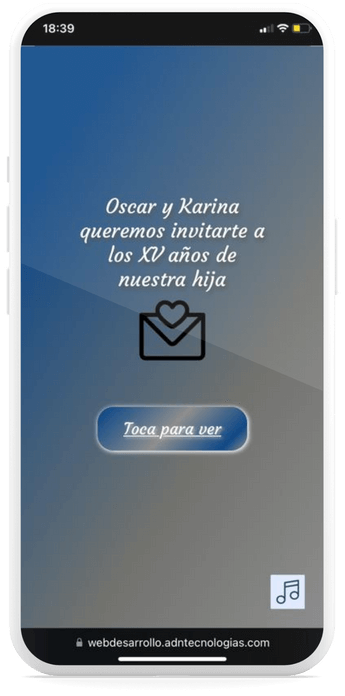 18:39
Oscar y Karina
queremos invitarte a
los XV años de
nuestra hija
Toca para ver
webdesarrollo.adntecnologias.com